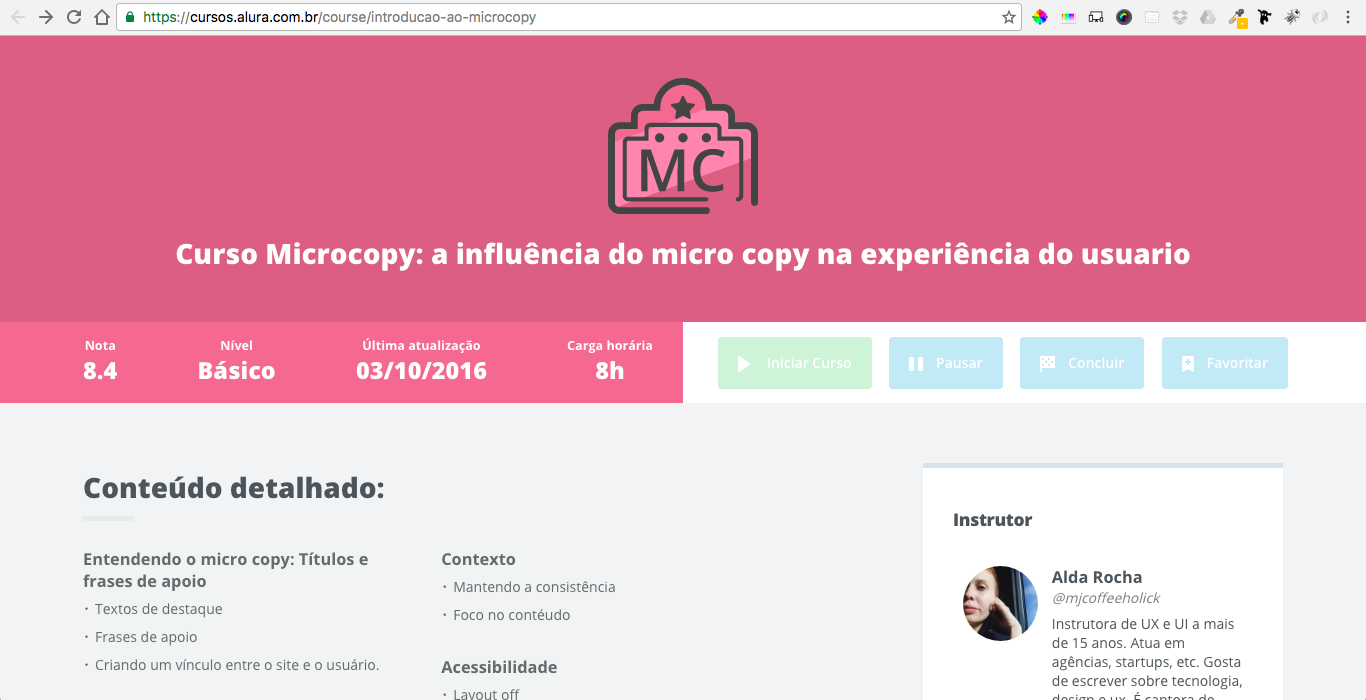 https://cursos.alura.com.br/course/introducao-ao-microcopy
MC
Curso Microcopy: a influência do micro copy na experiência do usuario
Nota
8.4
Nível
Básico
Última atualização
03/10/2016
Carga horária
8h
Iniciar Curso
Pausar
Concluir
Favoritar
Conteúdo detalhado:
Entendendo o micro copy: Títulos e
frases de apoio
· Textos de destaque
· Frases de apoio
· Criando um vínculo entre o site e o usuário.
Contexto
· Mantendo a consistência
· Foco no contéudo
Acessibilidade
· Layout off
Instrutor
Alda Rocha
@mjcoffeeholick
Instrutora de UX e UI a mais
de 15 anos. Atua em
agências, startups, etc. Gosta
de escrever sobre tecnologia,
design e ux. É cantora de